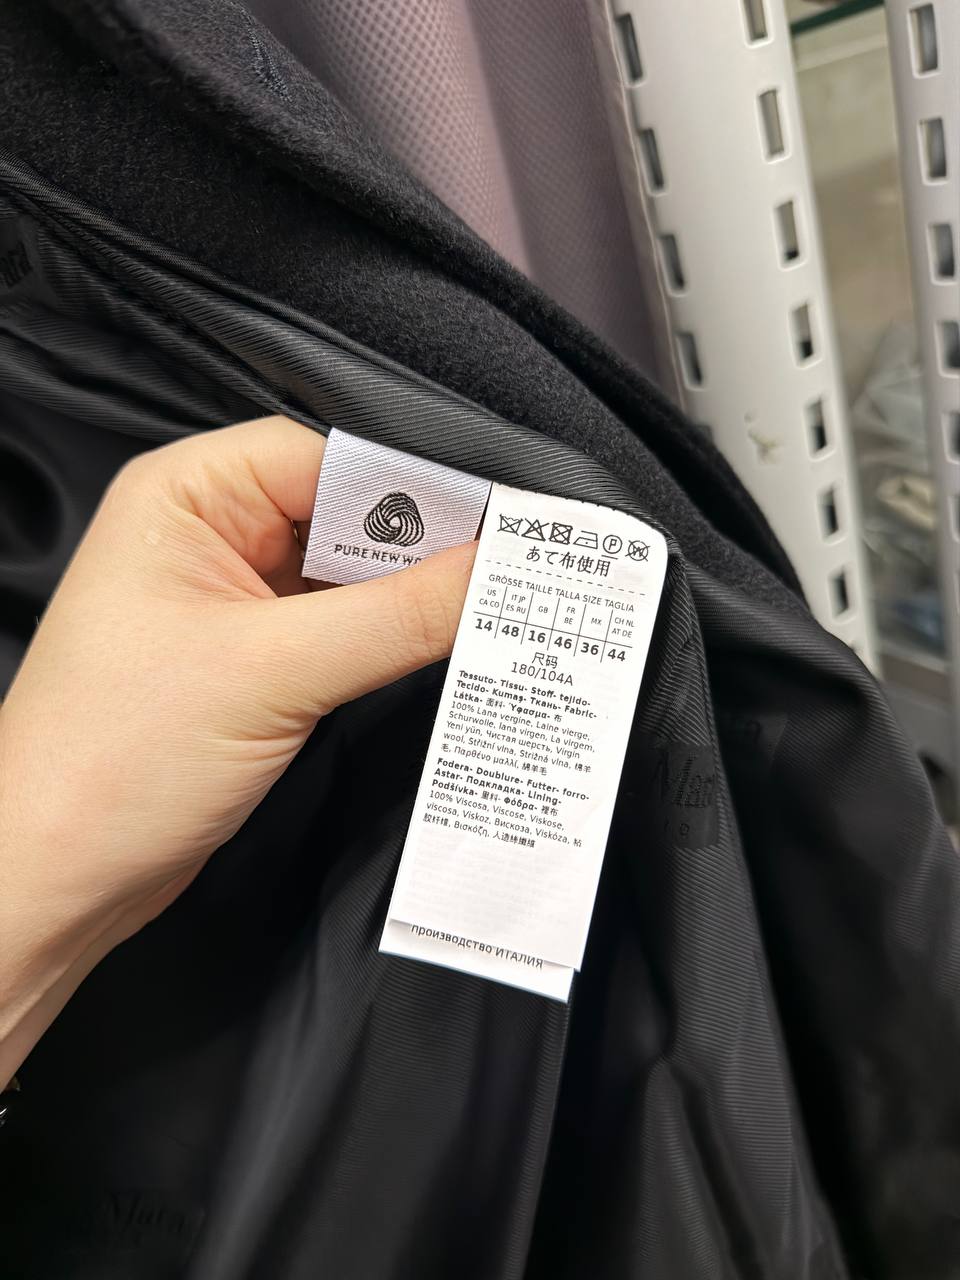 PURE NEW WO
P
W
あて布使用
GRÖSSE TAILLE TALLA SIZE TAGLIA
US CA CO
IT JP ES RU
GB
FR BE
MX
CH NL AT DE
14 48 16 46 36 44
尺码
180/104A
Tessuto- Tissu- Stoff- tejido-
Tecido- Kumaş- Ткань- Fabric-
Látka- 面料- Ύφασμα- 布
100% Lana vergine, Laine vierge,
Schurwolle, lana virgen, La virgem,
Yeni yün, Чистая шерсть, Virgin
wool, Střižní vlna, Strižná vlna, 绵羊
毛, Παρθένο μαλλί, 綿羊毛
Fodera- Doublure- Futter- forro-
Astar- Подкладка- Lining-
Podšívka- 里料- Φόδρα- 裡布
100% Viscosa, Viscose, Viskose,
viscosa, Viskoz, Вискоза, Viskóza, 粘
胶纤维, Βισκόζη, 人造絲纖維
производство ИТАЛИЯ
Mara
Mara